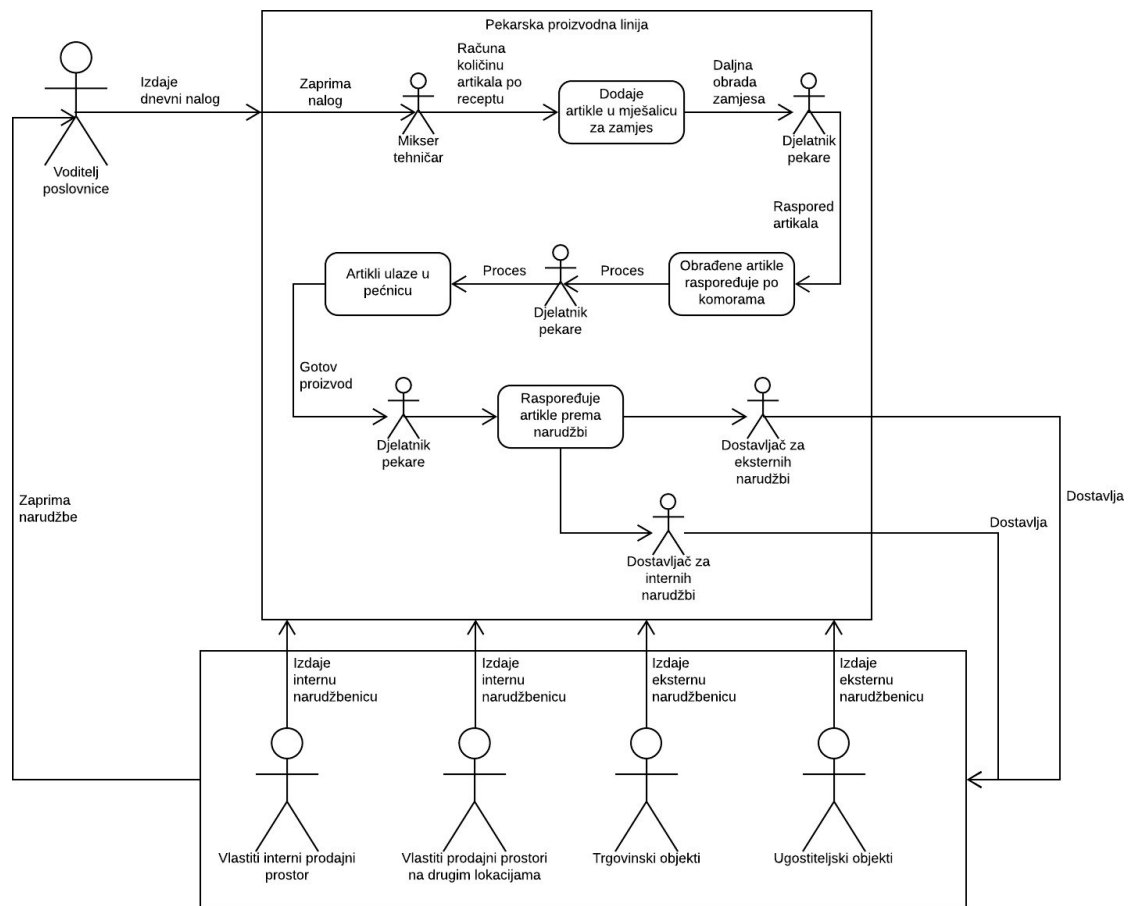 Pekarska proizvodna linija
Izdaje
dnevni nalog
Zaprima
nalog
Računa
količinu
artikala po
receptu
Dodaje
artikle u mješalicu
za zamjes
Daljna
obrada
zamjesa
Voditelj
poslovnice
Mikser
tehničar
Djelatnik
pekare
Raspored
artikala
Artikli ulaze u
pećnicu
Proces
Djelatnik
pekare
Proces
Obrađene artikle
raspoređuje po
komorama
Gotov
proizvod
Djelatnik
pekare
Raspoređuje
artikle prema
narudžbi
Dostavljač za
eksternih
narudžbi
Zaprima
narudžbe
Dostavljač za
internih
narudžbi
Dostavlja
Dostavlja
Izdaje
internu
narudžbenicu
Izdaje
internu
narudžbenicu
Izdaje
eksternu
narudžbenicu
Izdaje
eksternu
narudžbenicu
Vlastiti interni prodajni
prostor
Vlastiti prodajni prostori
na drugim lokacijama
Trgovinski objekti
Ugostiteljski objekti